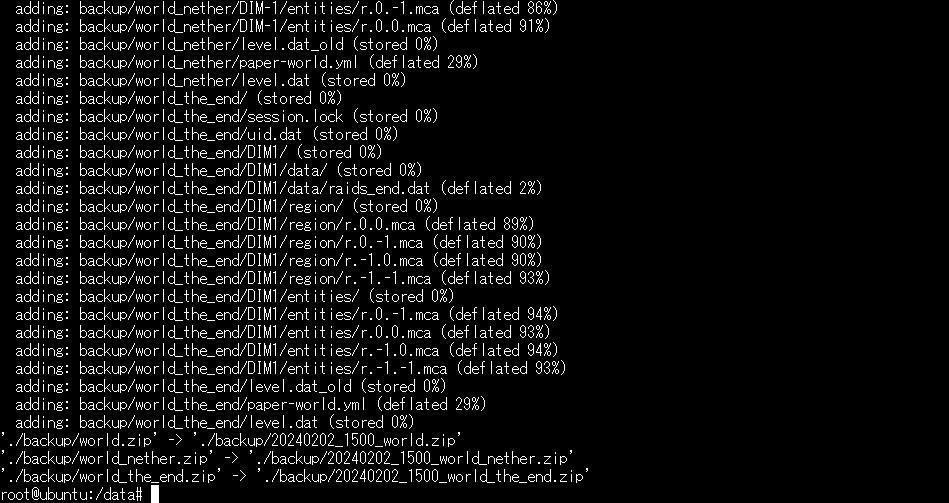 adding: backup/world_nether/DIM-1/entities/r.0.-1.mca (deflated 86%)
  adding: backup/world_nether/DIM-1/entities/r.0.0.mca (deflated 91%)
  adding: backup/world_nether/level.dat_old (stored 0%)
  adding: backup/world_nether/paper-world.yml (deflated 29%)
  adding: backup/world_nether/level.dat (stored 0%)
  adding: backup/world_the_end/ (stored 0%)
  adding: backup/world_the_end/session.lock (stored 0%)
  adding: backup/world_the_end/uid.dat (stored 0%)
  adding: backup/world_the_end/DIM1/ (stored 0%)
  adding: backup/world_the_end/DIM1/data/ (stored 0%)
  adding: backup/world_the_end/DIM1/data/raids_end.dat (deflated 2%)
  adding: backup/world_the_end/DIM1/region/ (stored 0%)
  adding: backup/world_the_end/DIM1/region/r.0.0.mca (deflated 89%)
  adding: backup/world_the_end/DIM1/region/r.0.-1.mca (deflated 90%)
  adding: backup/world_the_end/DIM1/region/r.-1.0.mca (deflated 90%)
  adding: backup/world_the_end/DIM1/region/r.-1.-1.mca (deflated 93%)
  adding: backup/world_the_end/DIM1/entities/ (stored 0%)
  adding: backup/world_the_end/DIM1/entities/r.0.-1.mca (deflated 94%)
  adding: backup/world_the_end/DIM1/entities/r.0.0.mca (deflated 93%)
  adding: backup/world_the_end/DIM1/entities/r.-1.0.mca (deflated 94%)
  adding: backup/world_the_end/DIM1/entities/r.-1.-1.mca (deflated 93%)
  adding: backup/world_the_end/level.dat_old (stored 0%)
  adding: backup/world_the_end/paper-world.yml (deflated 29%)
  adding: backup/world_the_end/level.dat (stored 0%)
'./backup/world.zip' -> './backup/20240202_1500_world.zip'
'./backup/world_nether.zip' -> './backup/20240202_1500_world_nether.zip'
'./backup/world_the_end.zip' -> './backup/20240202_1500_world_the_end.zip'
root@ubuntu:/data#